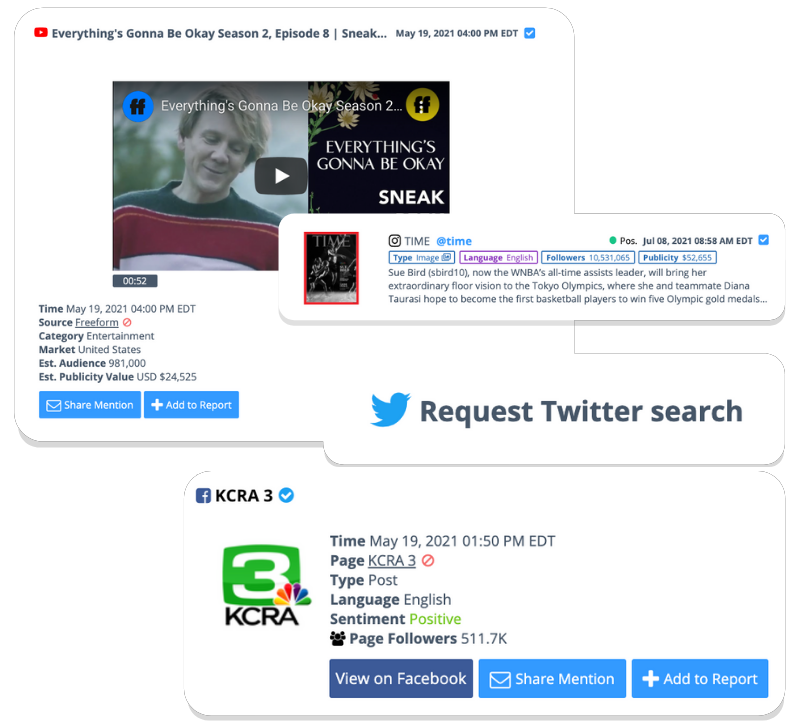 Everything's Gonna Be Okay Season 2, Episode 8 | Sneak... May 19, 2021 04:00 PM EDT
ff Everything's Gonna Be Okay Season 2... ff
EVERYTHING'S
GONNA BE OKAY
SNEAK
00:52
Time May 19, 2021 04:00 PM EDT
Source Freeform
Category Entertainment
Market United States
Est. Audience 981,000
Est. Publicity Value USD $24,525
Share Mention Add to Report
TIME
TIME @time Pos. Jul 08, 2021 08:58 AM EDT
Type Image Language English Followers 10,531,065 Publicity $52,655
Sue Bird (sbird10), now the WNBA's all-time assists leader, will bring her
extraordinary floor vision to the Tokyo Olympics, where she and teammate Diana
Taurasi hope to become the first basketball players to win five Olympic gold medals...
Request Twitter search
KCRA 3
3
KCRA
Time May 19, 2021 01:50 PM EDT
Page KCRA 3
Type Post
Language English
Sentiment Positive
Page Followers 511.7K
View on Facebook Share Mention Add to Report